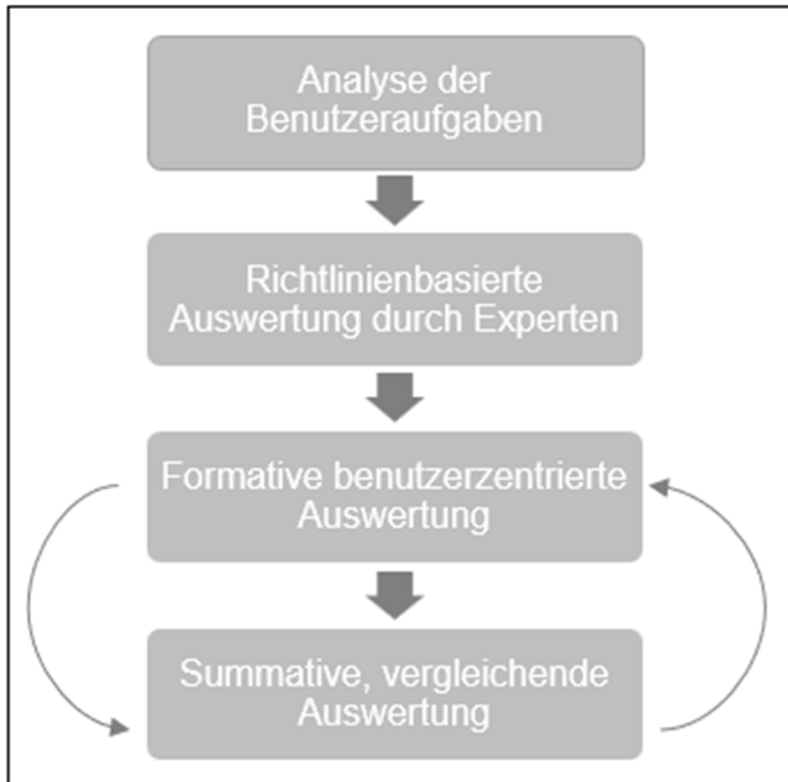 Analyse der
Benutzeraufgaben
Richtlinienbasierte
Auswertung durch Experten
Formative benutzerzentrierte
Auswertung
Summative, vergleichende
Auswertung